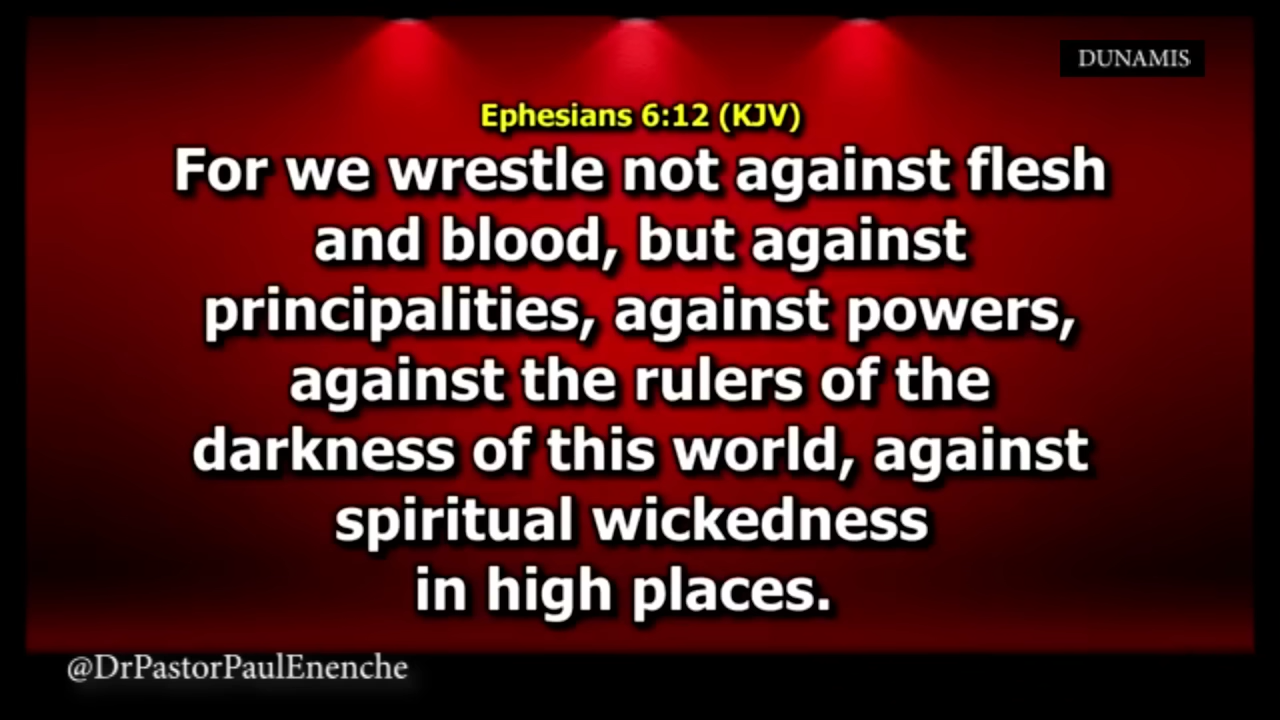 DUNAMIS
Ephesians 6:12 (KJV)
For we wrestle not against flesh
and blood, but against
principalities, against powers,
against the rulers of the
darkness of this world, against
spiritual wickedness
in high places.
@DrPastorPaulEnenche